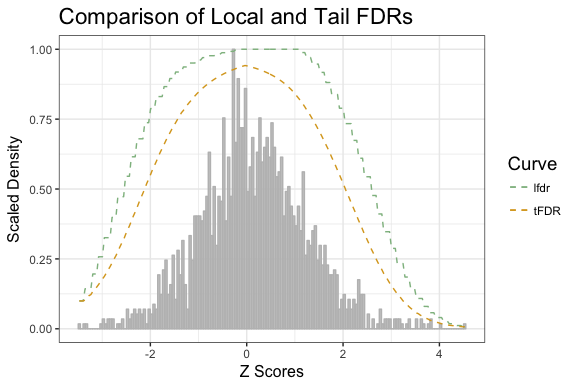 Comparison of Local and Tail FDRs
1.00
0.75
0.50
0.25
0.00
Scaled Density
-2
0
2
4
Z Scores
Curve
lfdr
tFDR